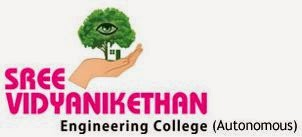 SREE
VIDYANIKETHAN
Engineering College (Autonomous)